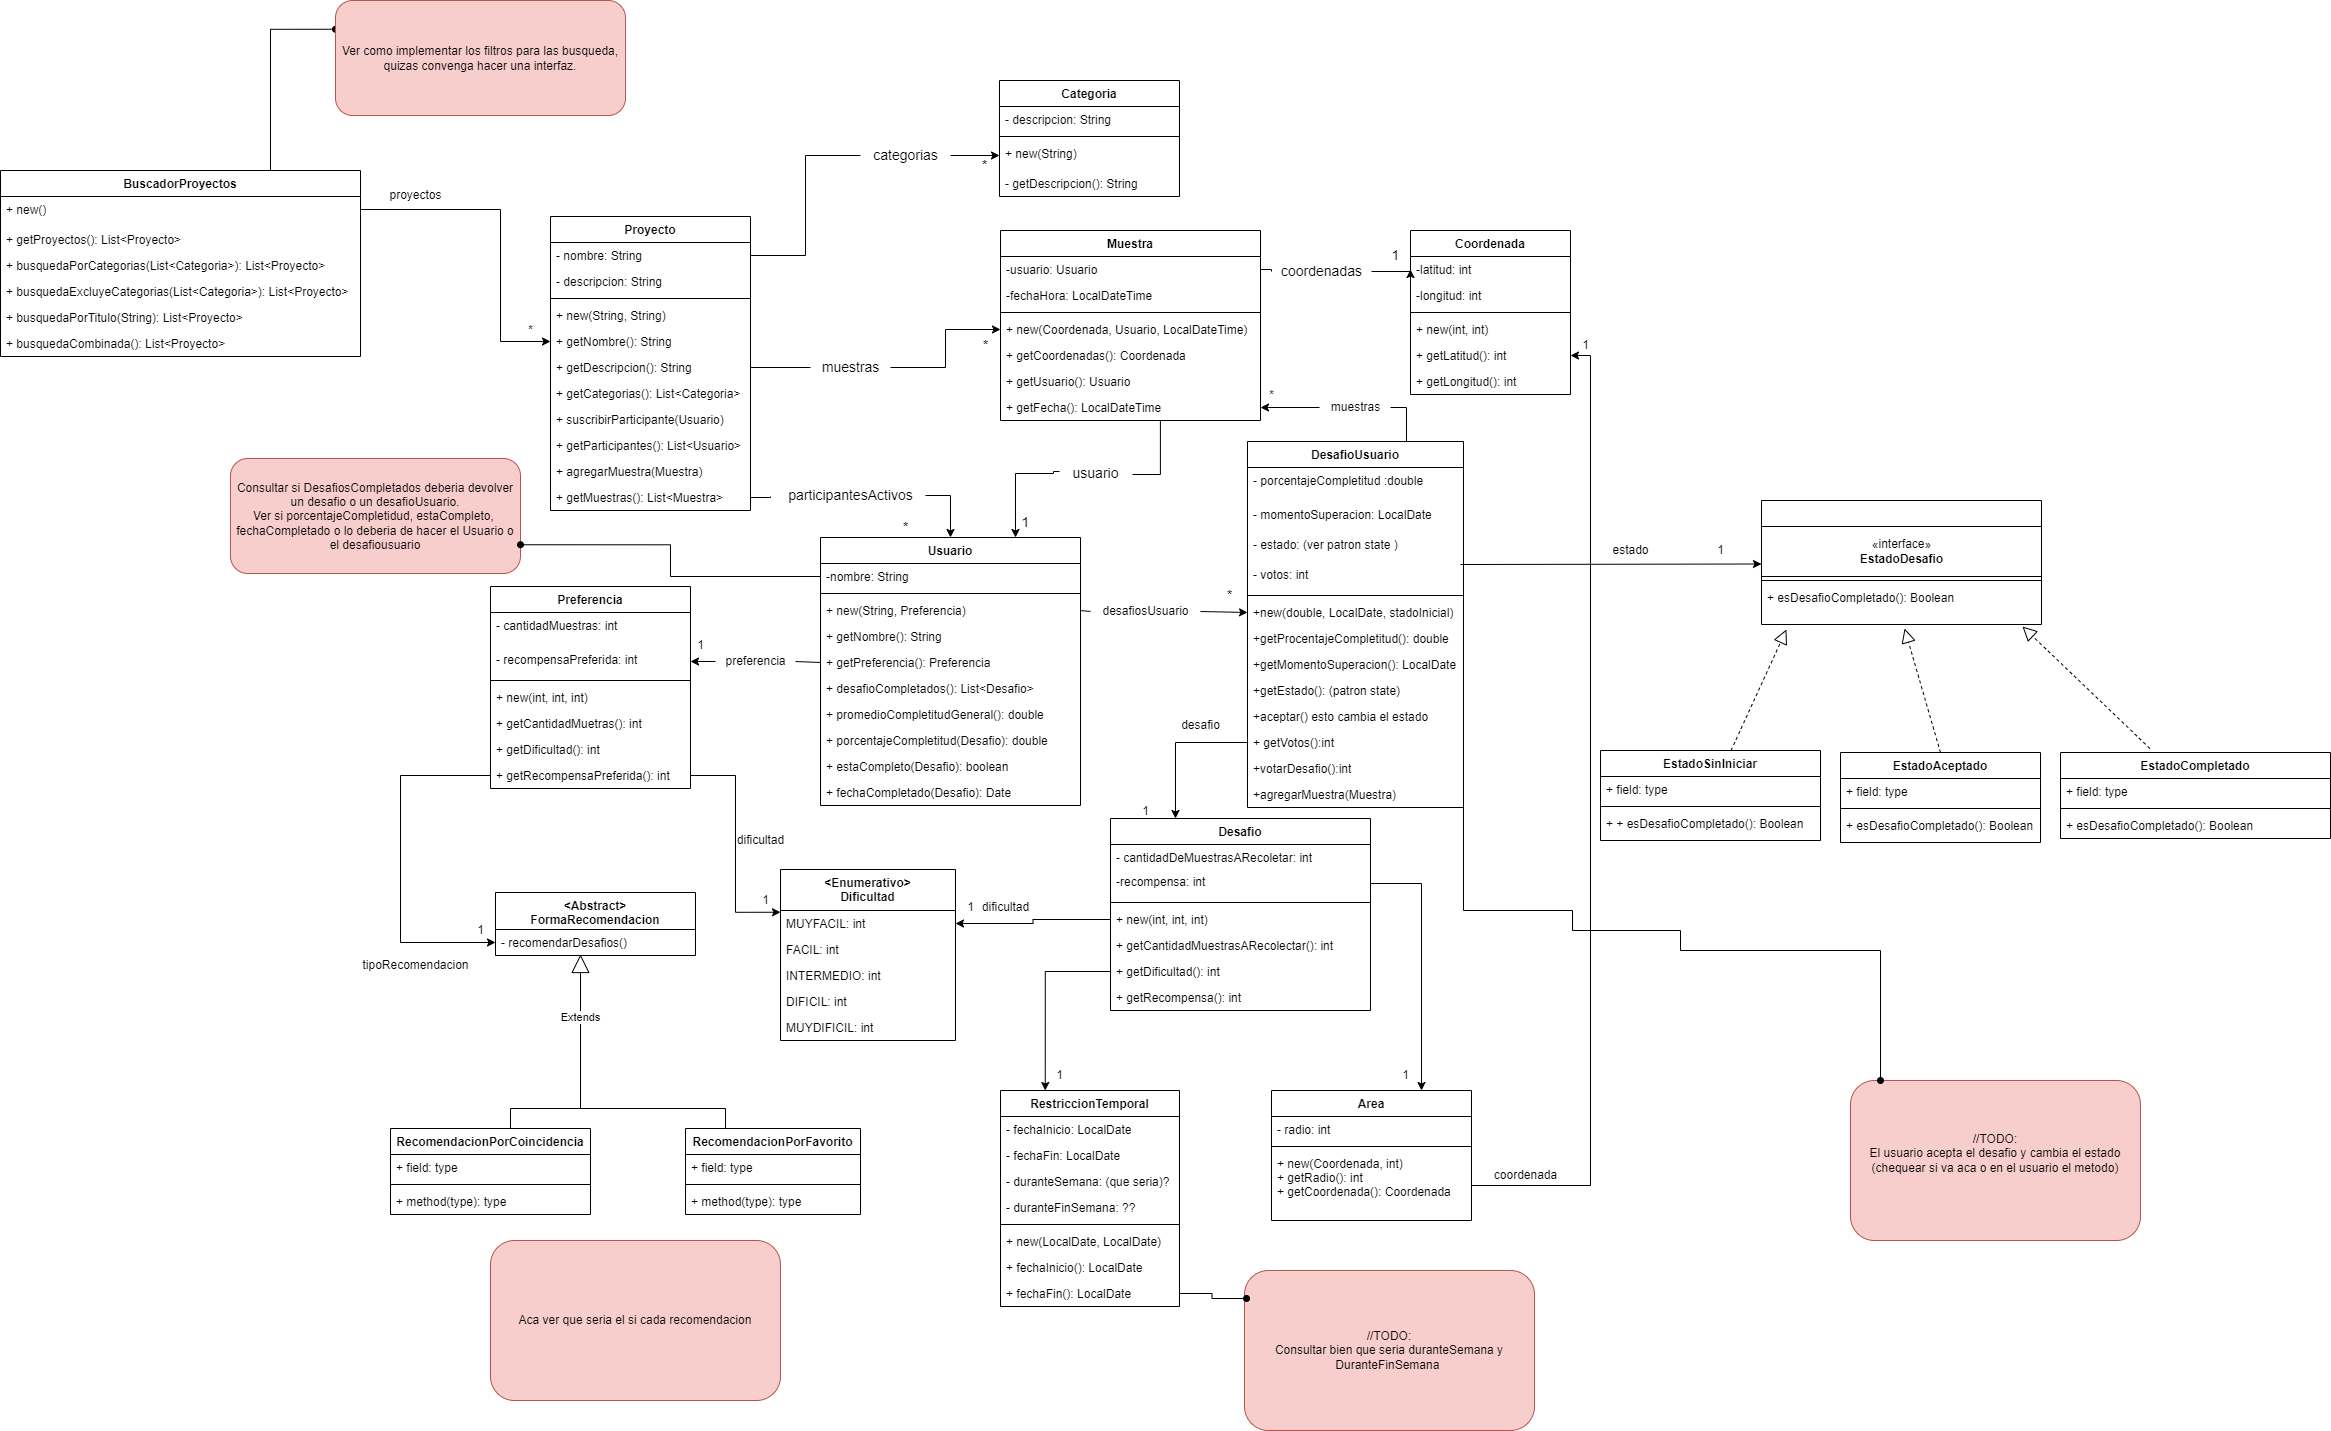 Ver como implementar los filtros para las busqueda,
quizas convenga hacer una interfaz.
Categoria
- descripcion: String
+ new(String)
- getDescripcion(): String
categorias
*
BuscadorProyectos
+ new()
+ getProyectos(): List<Proyecto>
+ busquedaPorCategorias(List<Categoria>): List<Proyecto>
+ busquedaExcluyeCategorias(List<Categoria>): List<Proyecto>
+ busquedaPorTitulo(String): List<Proyecto>
+ busquedaCombinada(): List<Proyecto>
proyectos
*
Proyecto
- nombre: String
- descripcion: String
+ new(String, String)
+ getNombre(): String
+ getDescripcion(): String
+ getCategorias(): List<Categoria>
+ suscribirParticipante(Usuario)
+ getParticipantes(): List<Usuario>
+ agregarMuestra(Muestra)
+ getMuestras(): List<Muestra>
muestras
*
Muestra
-usuario: Usuario
-fechaHora: LocalDateTime
+ new(Coordenada, Usuario, LocalDateTime)
+ getCoordenadas(): Coordenada
+ getUsuario(): Usuario
+ getFecha(): LocalDateTime
coordenadas
1
Coordenada
-latitud: int
-longitud: int
+ new(int, int)
+ getLatitud(): int
+ getLongitud(): int
1
*
muestras
usuario
1
participantesActivos
*
Consultar si DesafiosCompletados deberia devolver
un desafio o un desafioUsuario.
Ver si porcentajeCompletidud, estaCompleto,
fechaCompletado o lo deberia de hacer el Usuario o
el desafiousuario
DesafioUsuario
- porcentajeCompletitud :double
- momentoSuperacion: LocalDate
- estado: (ver patron state )
- votos: int
+new(double, LocalDate, stadoInicial)
+getProcentajeCompletitud(): double
+getMomentoSuperacion(): LocalDate
+getEstado(): (patron state)
+aceptar() esto cambia el estado
+ getVotos():int
+votarDesafio():int
+agregarMuestra(Muestra)
estado
1
«interface»
EstadoDesafio
+ esDesafioCompletado(): Boolean
Usuario
-nombre: String
+ new(String, Preferencia)
+ getNombre(): String
+ getPreferencia(): Preferencia
+ desafioCompletados(): List<Desafio>
+ promedioCompletitudGeneral(): double
+ porcentajeCompletitud(Desafio): double
+ estaCompleto(Desafio): boolean
+ fechaCompletado(Desafio): Date
desafiosUsuario
*
Preferencia
- cantidadMuestras: int
- recompensaPreferida: int
+ new(int, int, int)
+ getCantidadMuetras(): int
+ getDificultad(): int
+ getRecompensaPreferida(): int
1
preferencia
desafio
1
EstadoSinIniciar
+ field: type
+ + esDesafioCompletado(): Boolean
EstadoAceptado
+ field: type
+ esDesafioCompletado(): Boolean
EstadoCompletado
+ field: type
+ esDesafioCompletado(): Boolean
Desafio
- cantidadDeMuestrasARecoletar: int
-recompensa: int
+ new(int, int, int)
+ getCantidadMuestrasARecolectar(): int
+ getDificultad(): int
+ getRecompensa(): int
dificultad
1
<Enumerativo>
Dificultad
MUYFACIL: int
FACIL: int
INTERMEDIO: int
DIFICIL: int
MUYDIFICIL: int
1
dificultad
<Abstract>
FormaRecomendacion
- recomendarDesafios()
1
tipoRecomendacion
Extends
RecomendacionPorCoincidencia
+ field: type
+ method(type): type
RecomendacionPorFavorito
+ field: type
+ method(type): type
1
RestriccionTemporal
- fechaInicio: LocalDate
- fechaFin: LocalDate
- duranteSemana: (que seria)?
- duranteFinSemana: ??
+ new(LocalDate, LocalDate)
+ fechaInicio(): LocalDate
+ fechaFin(): LocalDate
1
Area
- radio: int
+ new(Coordenada, int)
+ getRadio(): int
+ getCoordenada(): Coordenada
coordenada
//TODO:
El usuario acepta el desafio y cambia el estado
(chequear si va aca o en el usuario el metodo)
Aca ver que seria el si cada recomendacion
//TODO:
Consultar bien que seria duranteSemana y
DuranteFinSemana